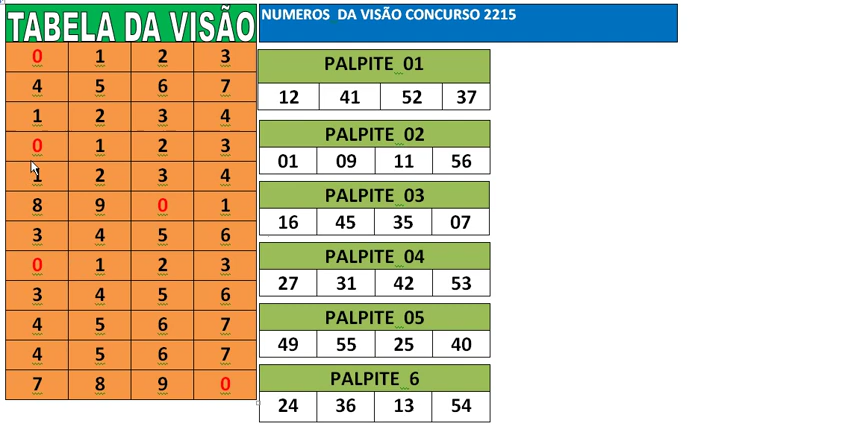 TABELA DA VISÃO
0 1 2 3
4 5 6 7
1 2 3 4
0 1 2 3
1 2 3 4
8 9 0 1
3 4 5 6
0 1 2 3
3 4 5 6
4 5 6 7
4 5 6 7
7 8 9 0
NUMEROS DA VISÃO CONCURSO 2215
PALPITE_01
12 41 52 37
PALPITE_02
01 09 11 56
PALPITE_03
16 45 35 07
PALPITE_04
27 31 42 53
PALPITE_05
49 55 25 40
PALPITE_6
24 36 13 54